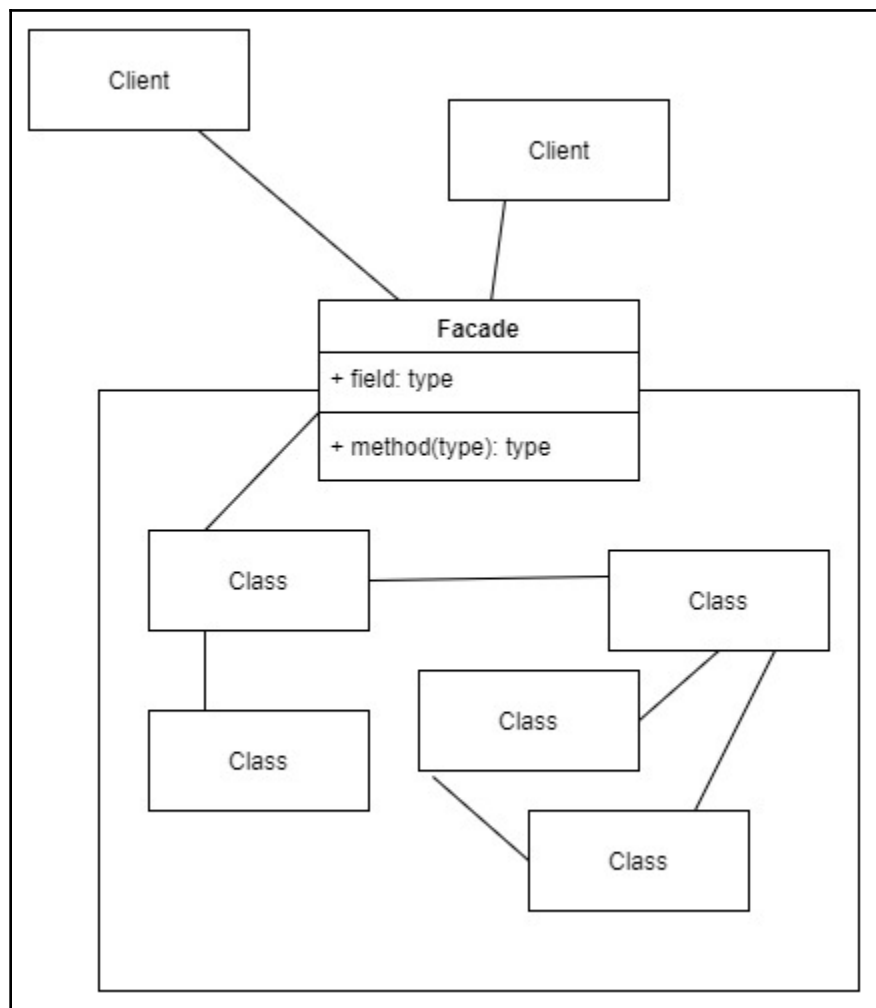 Client
Client
Facade
+ field: type
+ method(type): type
Class
Class
Class
Class
Class